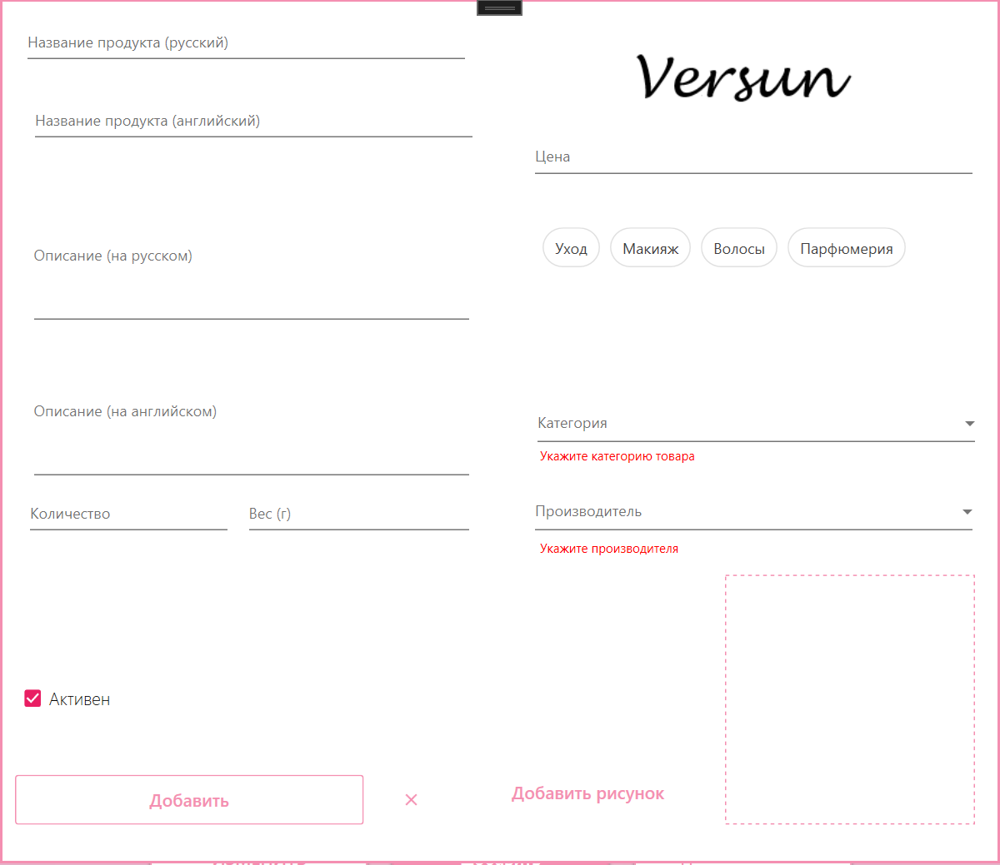 Название продукта (русский)
Название продукта (английский)
Описание (на русском)
Описание (на английском)
Количество Вес (г)
Активен
Добавить
Versun
Цена
Уход Макияж Волосы Парфюмерия
Категория
Укажите категорию товара
Производитель
Укажите производителя
Добавить рисунок